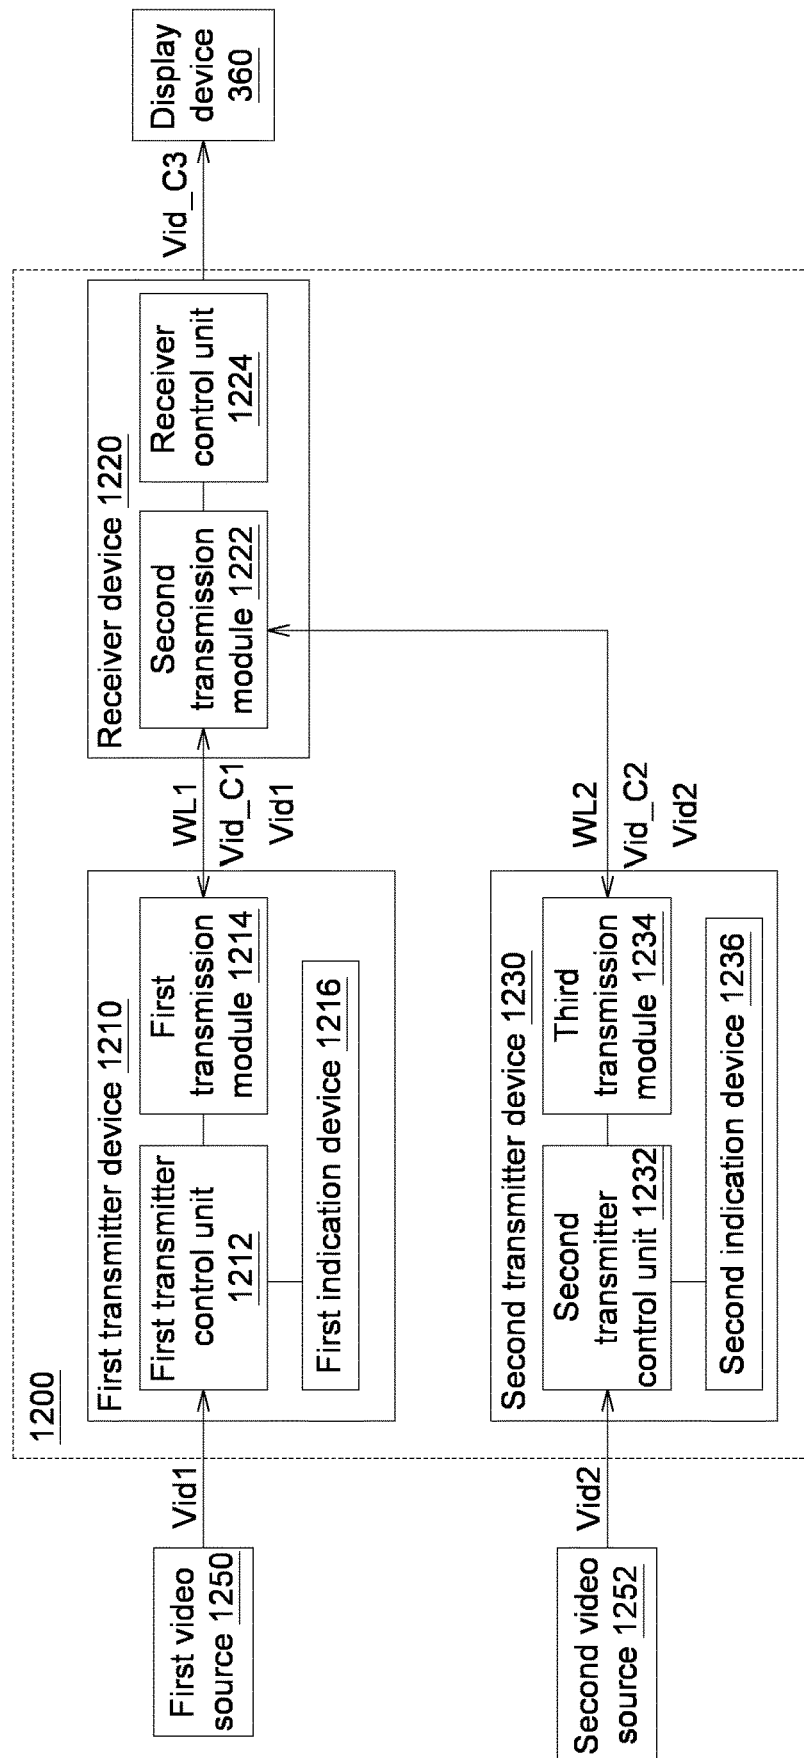 1200
First video
source 1250
Vid1
First transmitter device 1210
First transmitter
control unit
1212
First
transmission
module 1214
First indication device 1216
WL1
Vid_C1
Vid1
Receiver device 1220
Second
transmission
module 1222
Receiver
control unit
1224
Vid_C3
Display
device
360
Second video
source 1252
Vid2
Second transmitter device 1230
Second
transmitter
control unit 1232
Third
transmission
module 1234
Second indication device 1236
WL2
Vid_C2
Vid2